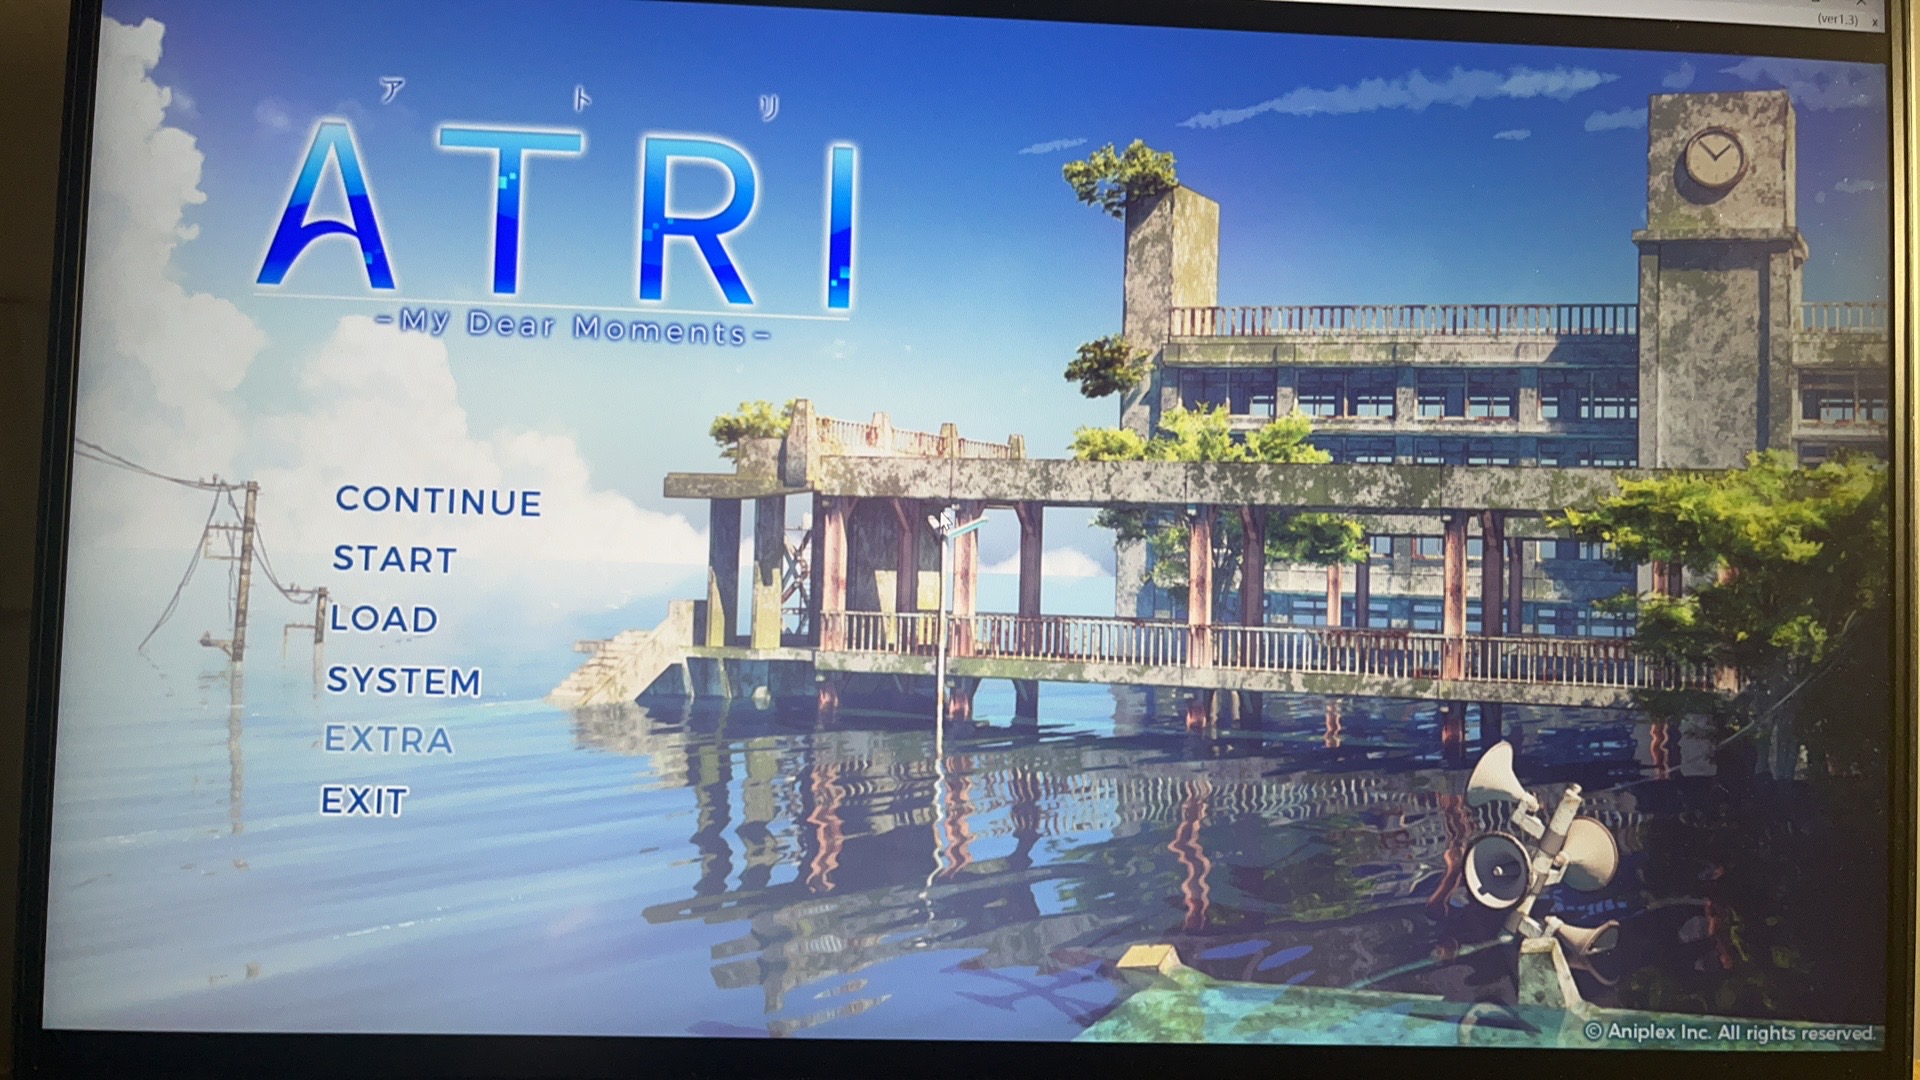 (ver1.3) x
アトリ
ATRI
-My Dear Moments-
CONTINUE
START
LOAD
SYSTEM
EXTRA
EXIT
© Aniplex Inc. All rights reserved.